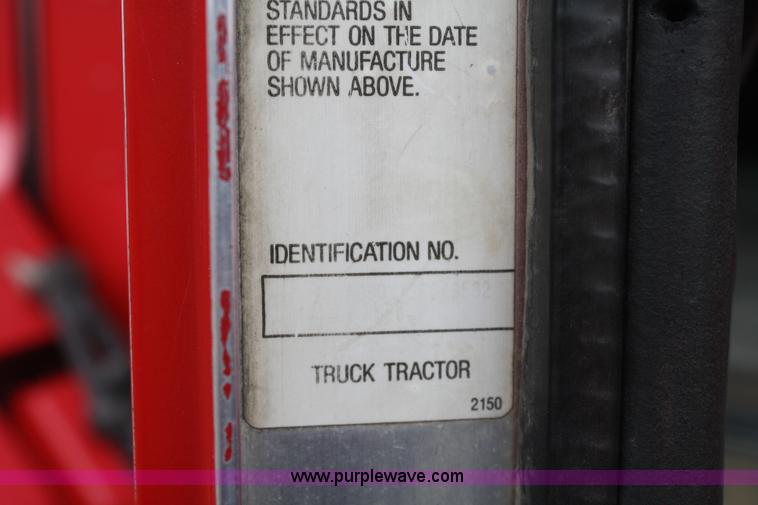 STANDARDS IN
EFFECT ON THE DATE
OF MANUFACTURE
SHOWN ABOVE.
IDENTIFICATION NO.
TRUCK TRACTOR
2150
www.purplewave.com